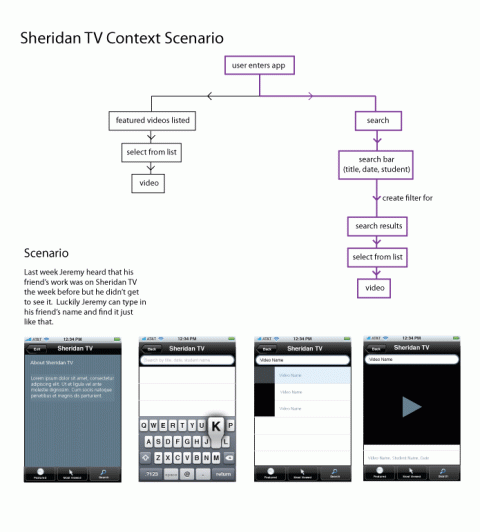 Sheridan TV Context Scenario
user enters app
featured videos listed
select from list
video
search
search bar
(title, date, student)
create filter for
search results
select from list
video
Scenario
Last week Jeremy heard that his
friend's work was on Sheridan TV
the week before but he didn't get
to see it. Luckily Jeremy can type in
his friend's name and find it just
like that.
AT&T 12:34 PM
Exit Sheridan TV
About Sheridan TV
Lorem ipsum dolor sit amet, consectetur
adipiscing elit. Ut et ligula vel ante
molestie dignissim. Cum sociis natoque
penatibus et magnis dis parturient
Featured Most Viewed Search
AT&T 12:34 PM
Back Sheridan TV
Search by title, date, student name
Q W E R T Y U K P
A S D F G H J L
Z X C V B N M
.?123 @ . return
AT&T 12:34 PM
Back Sheridan TV
Video Name
Video Name
Video Name
Video Name
Featured Most Viewed Search
AT&T 12:34 PM
Back Sheridan TV
Video Name
Video Name, Student Name, Date
Featured Most Viewed Search